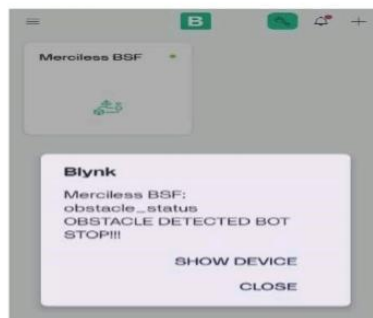 B
Merciless BSF
Blynk
Merciless BSF:
obstacle_status
OBSTACLE DETECTED BOT
STOP!!!
SHOW DEVICE
CLOSE